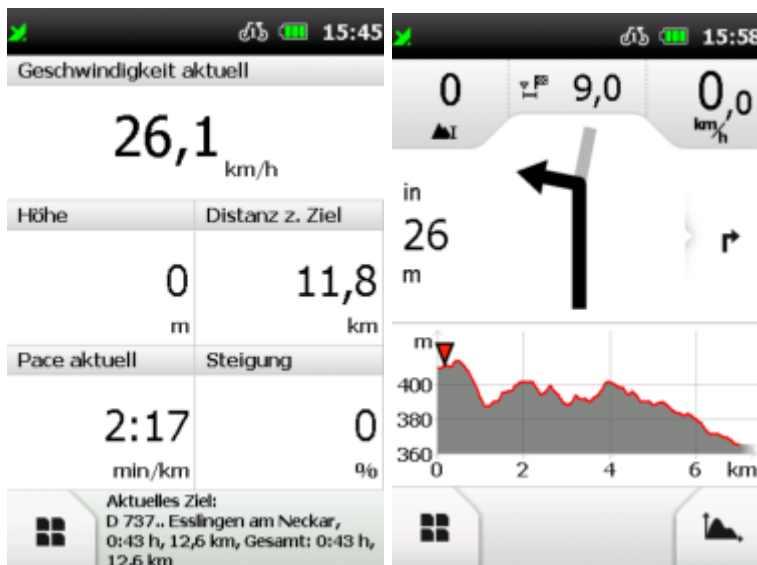 15:45
Geschwindigkeit aktuell
26,1 km/h
Höhe
Distanz z. Ziel
0
m
11,8
km
Pace aktuell
Steigung
2:17
min/km
0
%
Aktuelles Ziel:
D 737.. Esslingen am Neckar,
0:43 h, 12,6 km, Gesamt: 0:43 h,
12,6 km
15:58
0
9,0
0,0
km/h
in
26
m
m
400
380
360
0 2 4 6 km